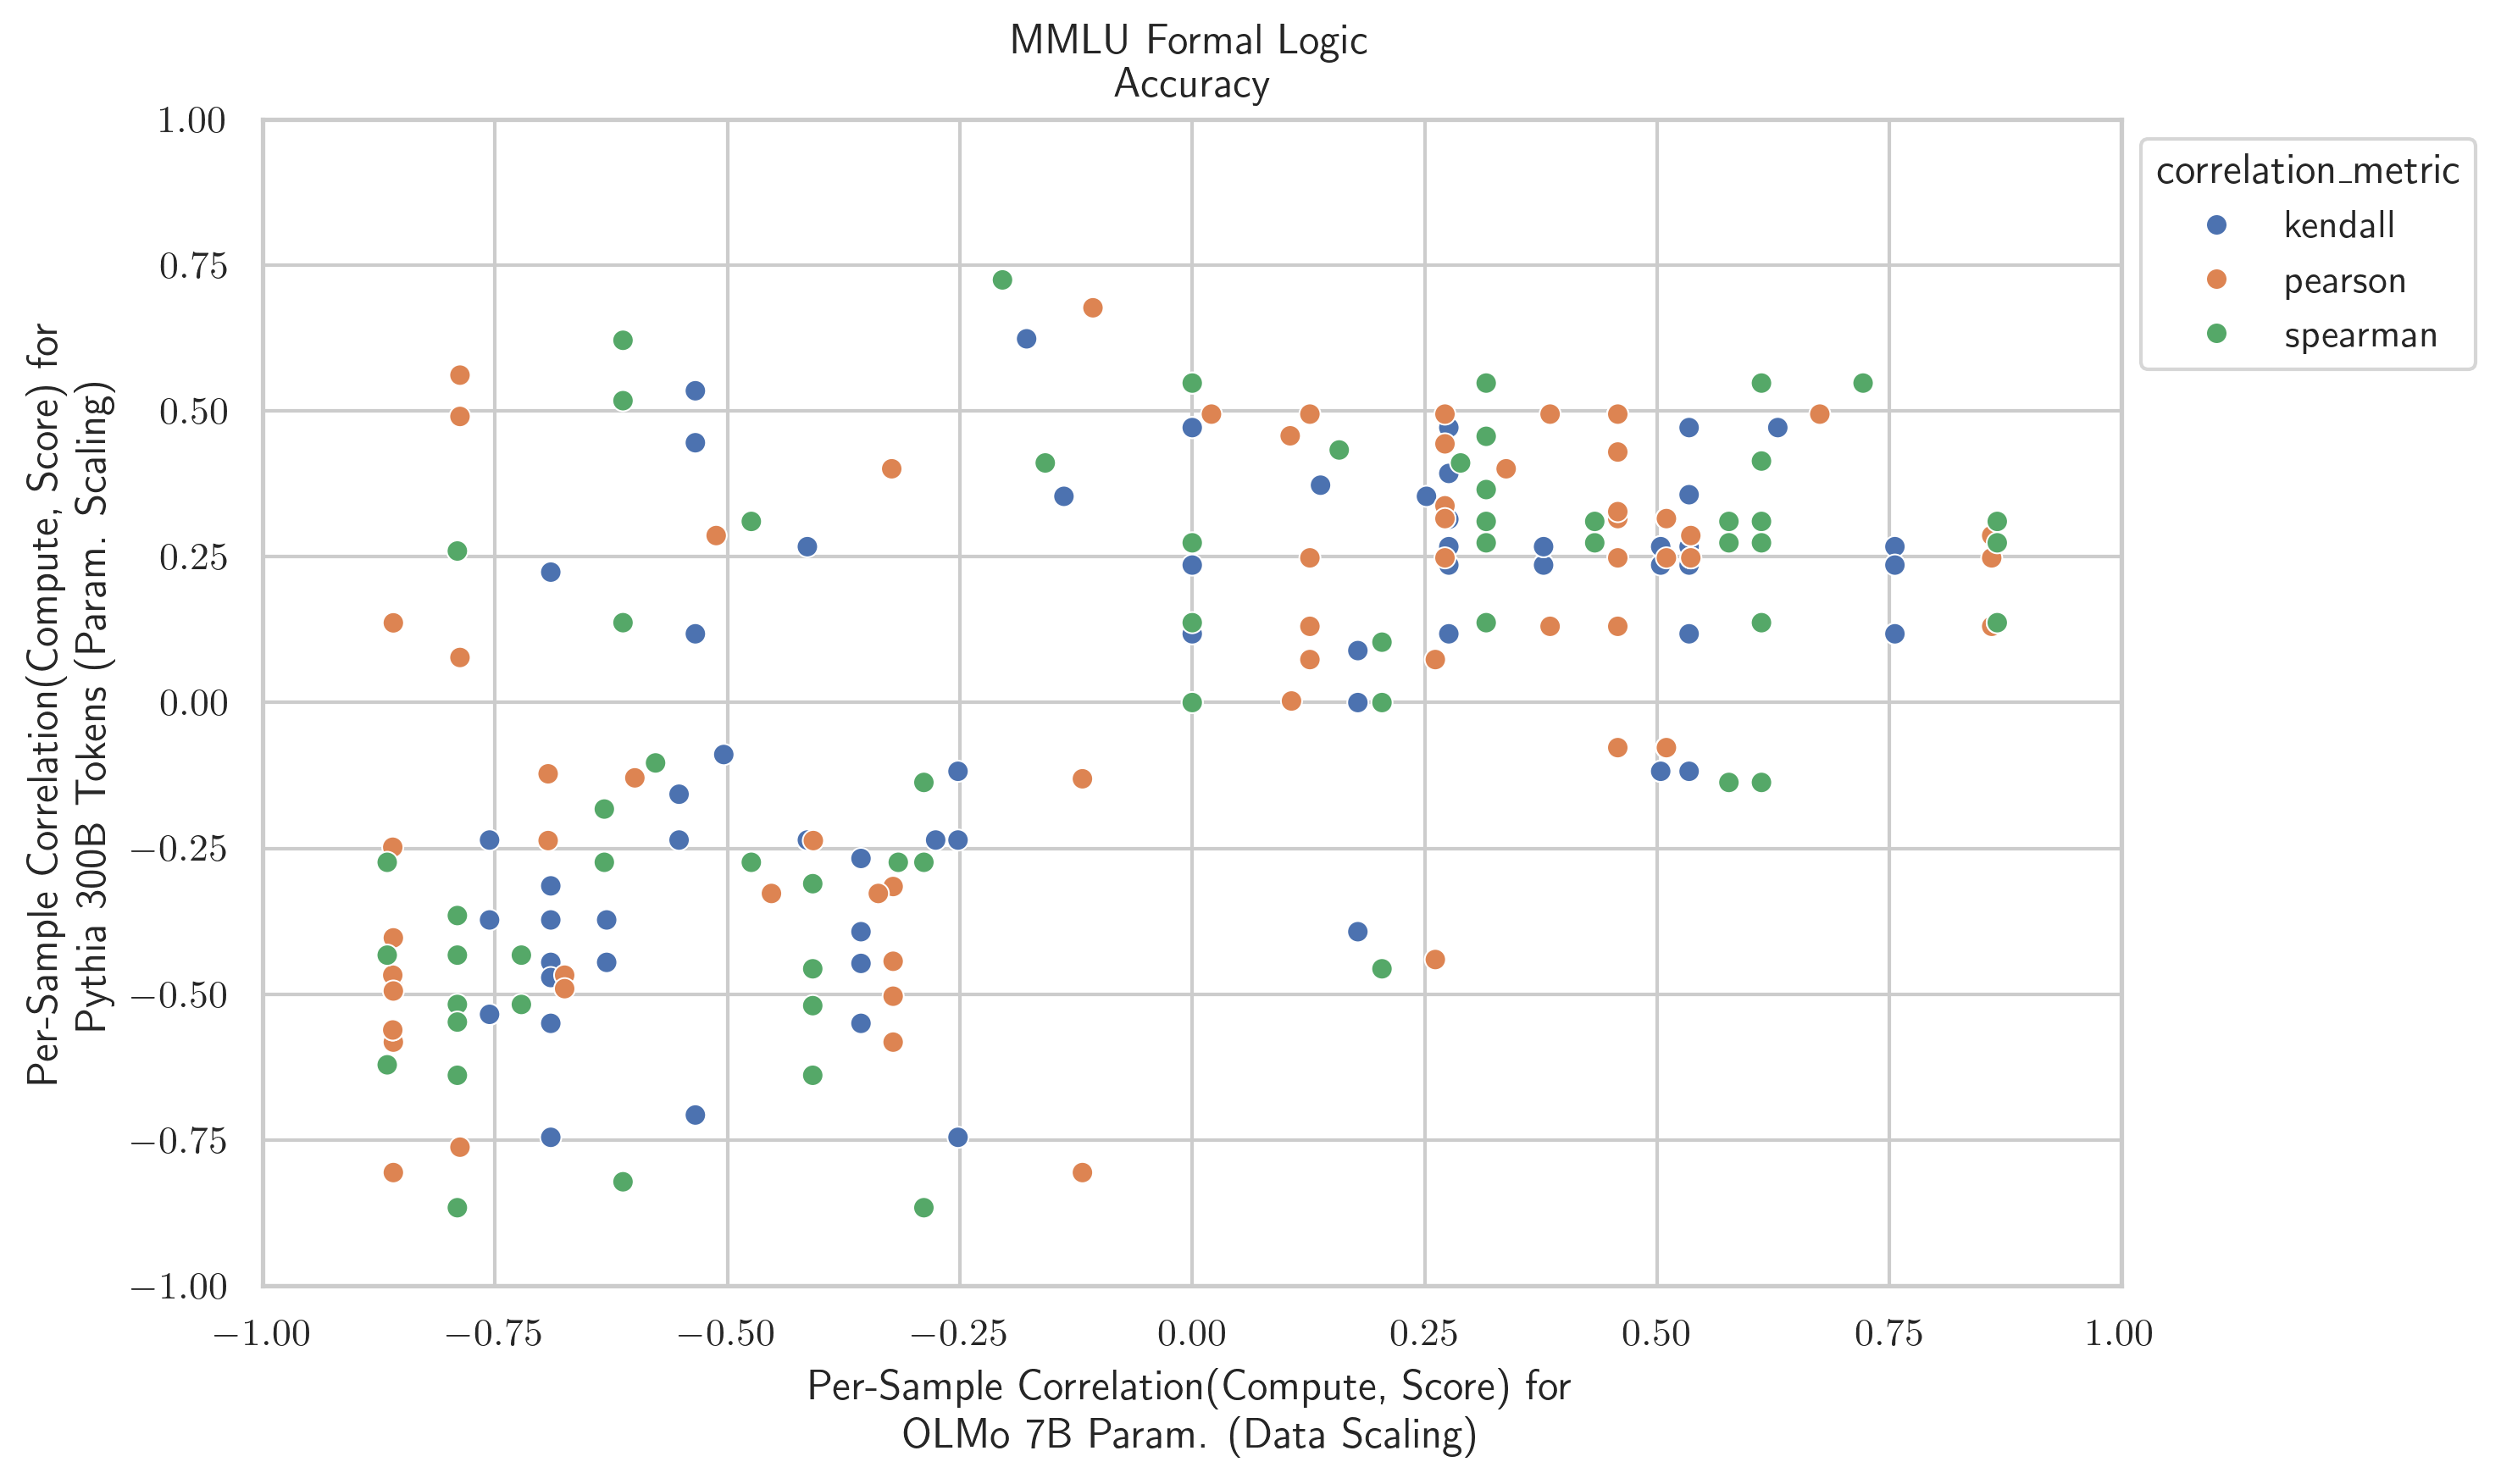 MMLU Formal Logic
Accuracy
Per-Sample Correlation(Compute, Score) for
Pythia 300B Tokens (Param. Scaling)
1.00
0.75
0.50
0.25
0.00
−0.25
−0.50
−0.75
−1.00
−1.00 −0.75 −0.50 −0.25 0.00 0.25 0.50 0.75 1.00
Per-Sample Correlation(Compute, Score) for
OLMo 7B Param. (Data Scaling)
correlation_metric
kendall
pearson
spearman